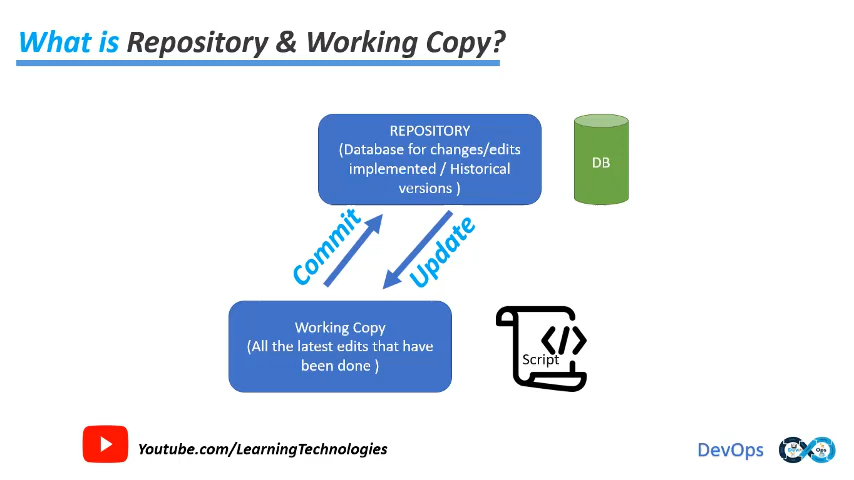 What is Repository & Working Copy?
REPOSITORY
(Database for changes/edits
implemented / Historical
versions )
DB
Commit
Update
Working Copy
(All the latest edits that have
been done )
Script
Youtube.com/LearningTechnologies
DevOps
Ops